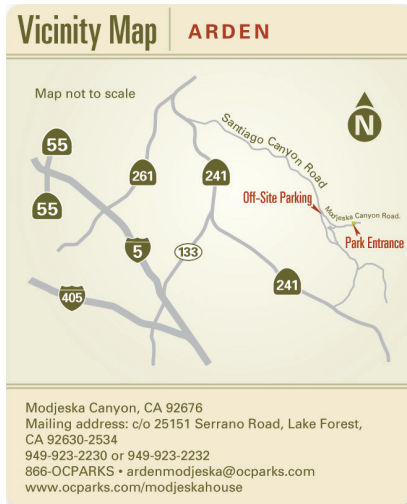 Vicinity Map ARDEN
Map not to scale
N
55
55
261
241
Santiago Canyon Road
Off-Site Parking
Modjeska Canyon Road.
Park Entrance
5
133
241
405
Modjeska Canyon, CA 92676
Mailing address: c/o 25151 Serrano Road, Lake Forest,
CA 92630-2534
949-923-2230 or 949-923-2232
866-OCPARKS • ardenmodjeska@ocparks.com
www.ocparks.com/modjeskahouse